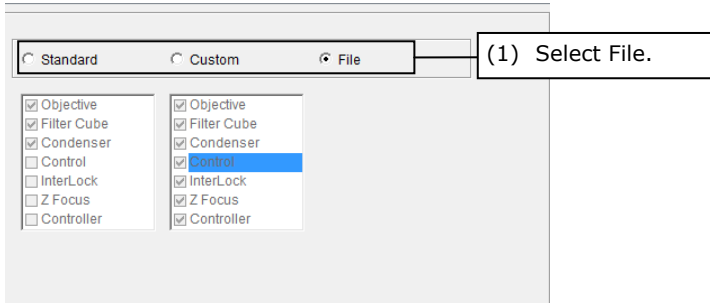 Standard Custom File
(1) Select File.
Objective
Filter Cube
Condenser
Control
InterLock
Z Focus
Controller
Objective
Filter Cube
Condenser
Control
InterLock
Z Focus
Controller